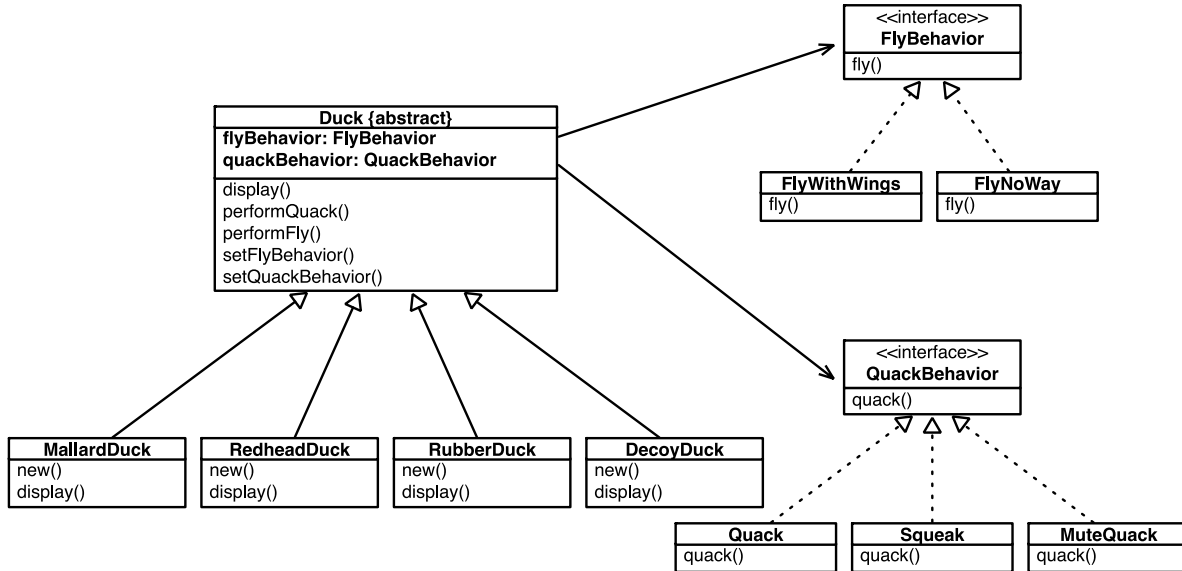 <<interface>>
FlyBehavior
fly()
Duck {abstract}
flyBehavior: FlyBehavior
quackBehavior: QuackBehavior
display()
performQuack()
performFly()
setFlyBehavior()
setQuackBehavior()
FlyWithWings
fly()
FlyNoWay
fly()
<<interface>>
QuackBehavior
quack()
MallardDuck
new()
display()
RedheadDuck
new()
display()
RubberDuck
new()
display()
DecoyDuck
new()
display()
Quack
quack()
Squeak
quack()
MuteQuack
quack()